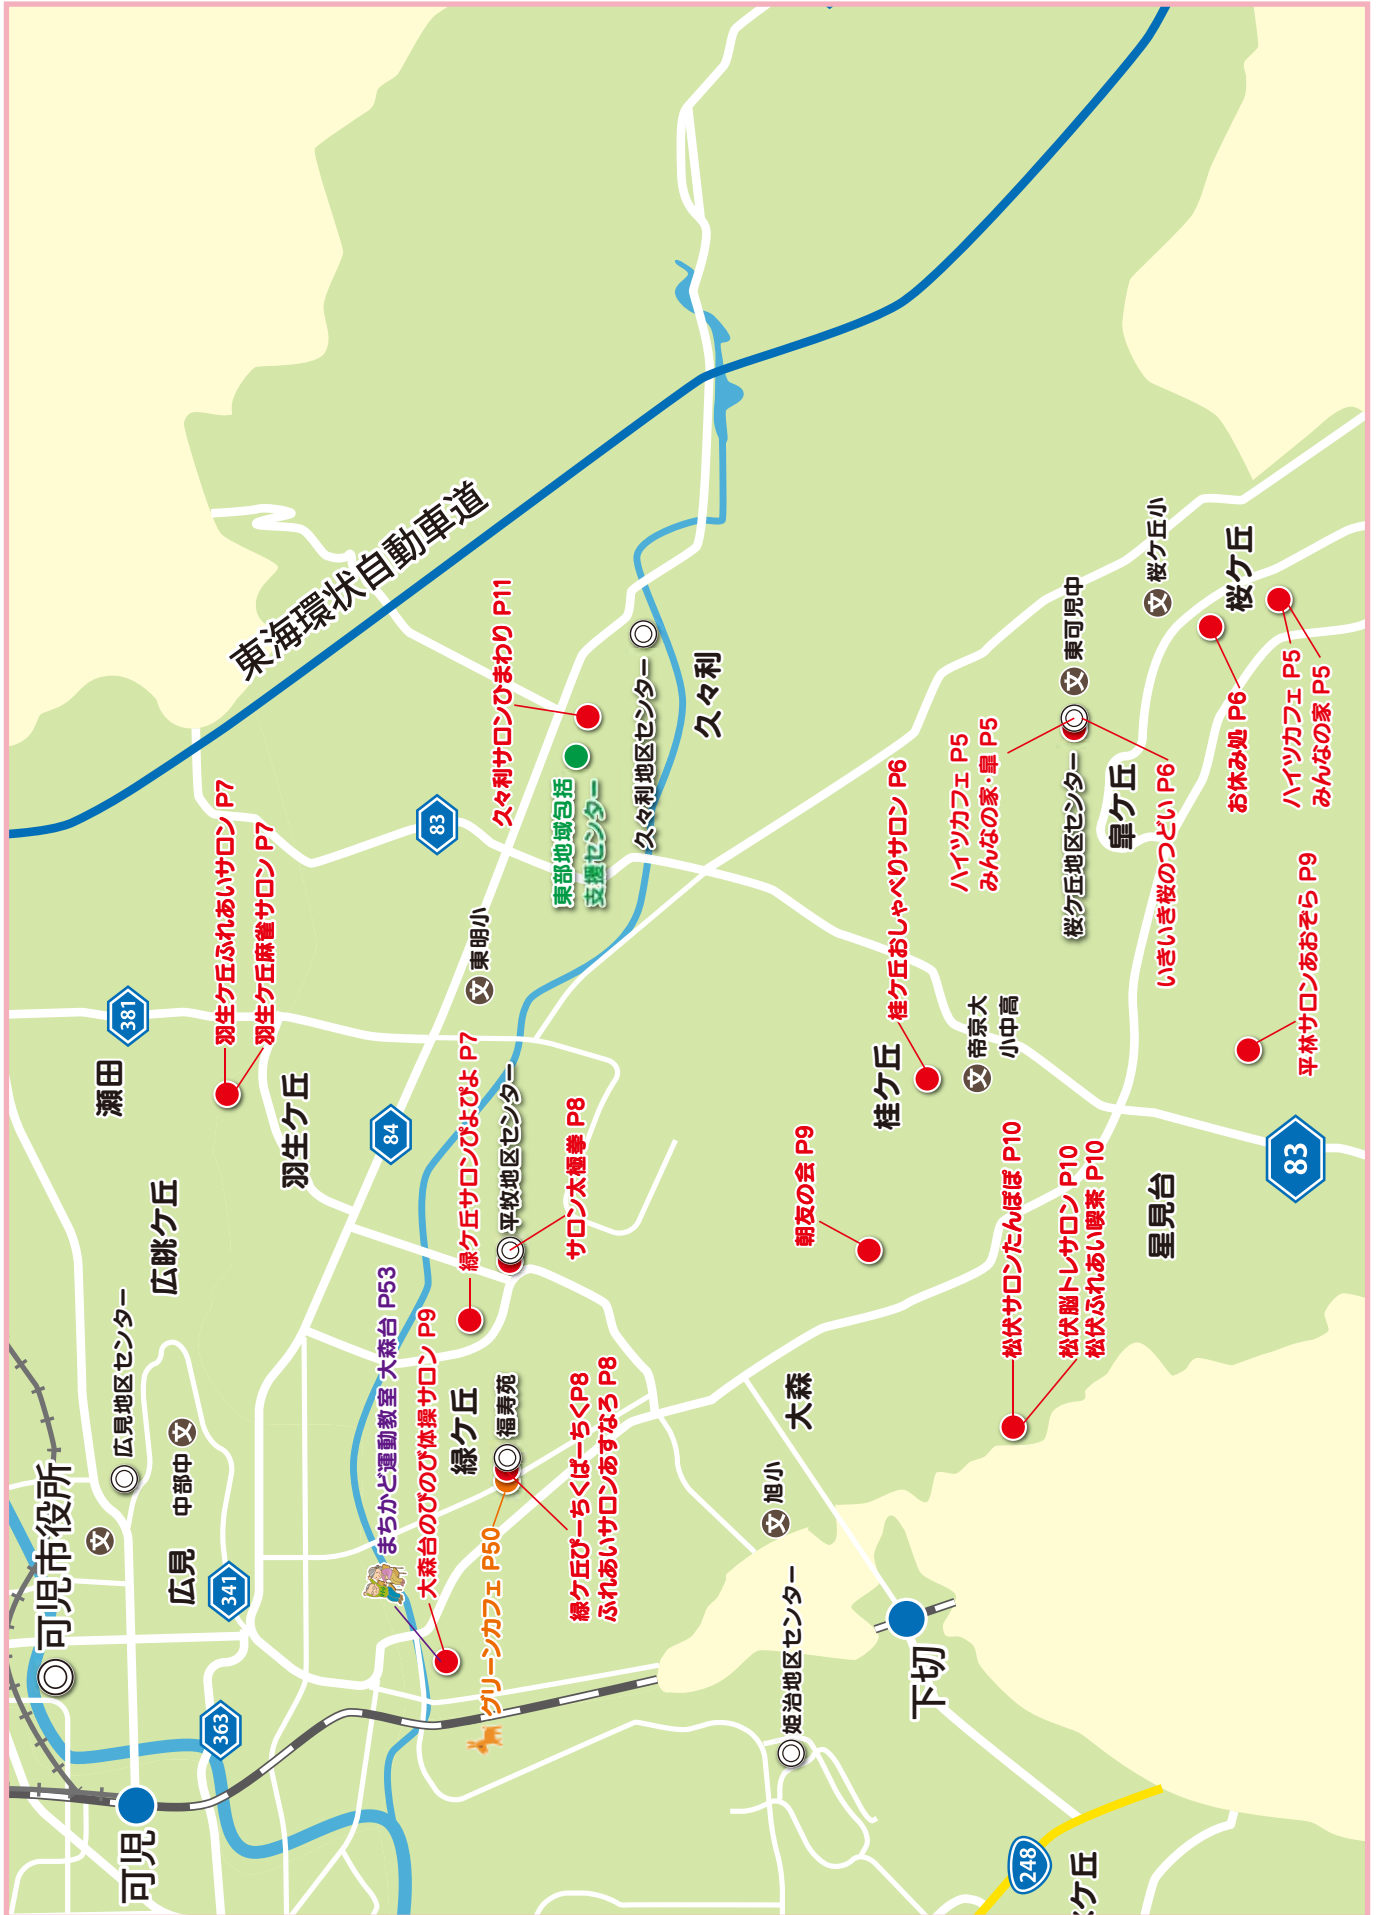 東海環状自動車道
久々利サロンひまわり P11
東部地域包括
支援センター
久々利地区センター
久々利
83
羽生ケ丘ふれあいサロン P7
羽生ケ丘麻雀サロン P7
381
瀬田
羽生ケ丘
84
東明小
広眺ケ丘
広見地区センター
中部中
広見
341
可児市役所
363
可児
緑ケ丘サロンぴよぴよ P7
平牧地区センター
サロン太極拳 P8
まちかど運動教室 大森台 P53
大森台のびのび体操サロン P9
緑ケ丘
福寿苑
グリーンカフェ P50
緑ケ丘ぴーちくぱーちくP8
ふれあいサロンあすなろ P8
桜ケ丘小
桜ケ丘
東可児中
ハイツカフェ P5
みんなの家・皐 P5
桜ケ丘地区センター
皐ケ丘
いきいき桜のつどい P6
お休み処 P6
ハイツカフェ P5
みんなの家 P5
桂ケ丘おしゃべりサロン P6
桂ケ丘
帝京大
小中高
平林サロンあおぞら P9
83
朝友の会 P9
松伏サロンたんぽぽ P10
松伏脳トレサロン P10
松伏ふれあい喫茶 P10
星見台
大森
旭小
姫治地区センター
下切
248
ケ丘
文
文
文
文
文
文
文